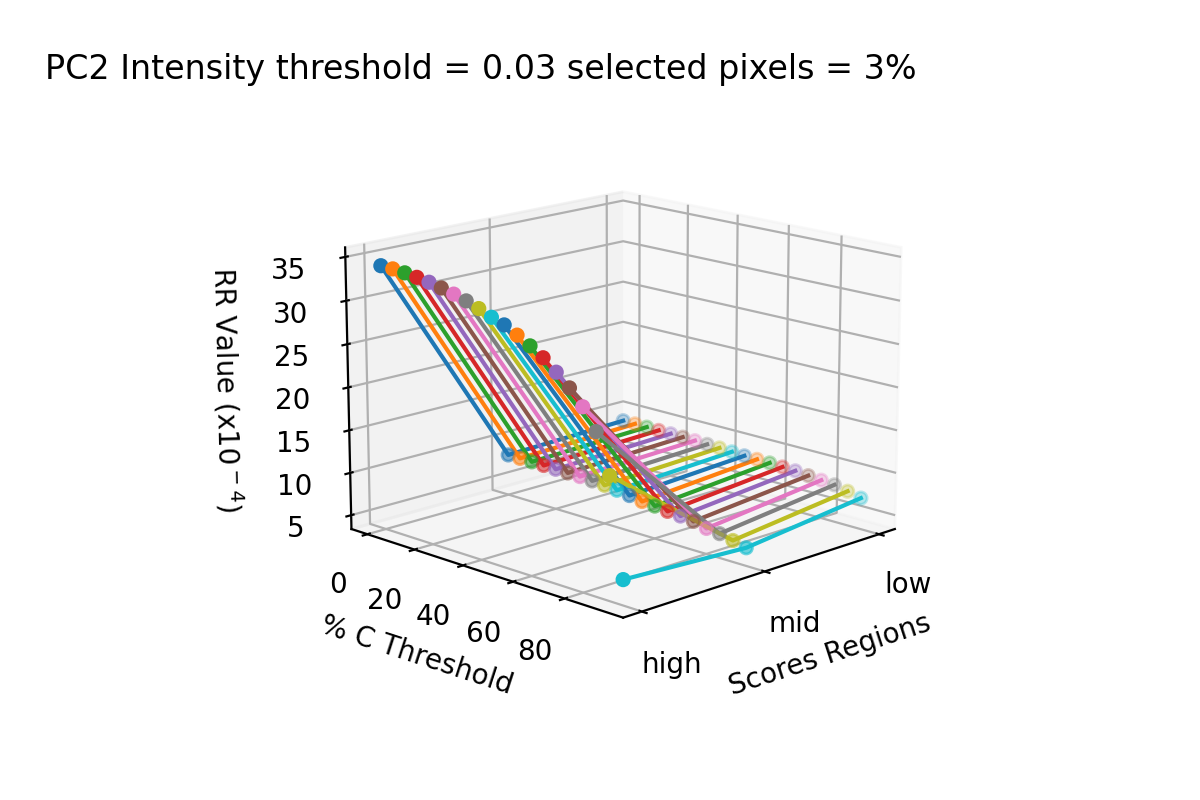 PC2 Intensity threshold = 0.03 selected pixels = 3%
RR Value (x10⁻⁴)
35
30
25
20
15
10
5
0
20
40
60
80
% C Threshold
high
mid
low
Scores Regions